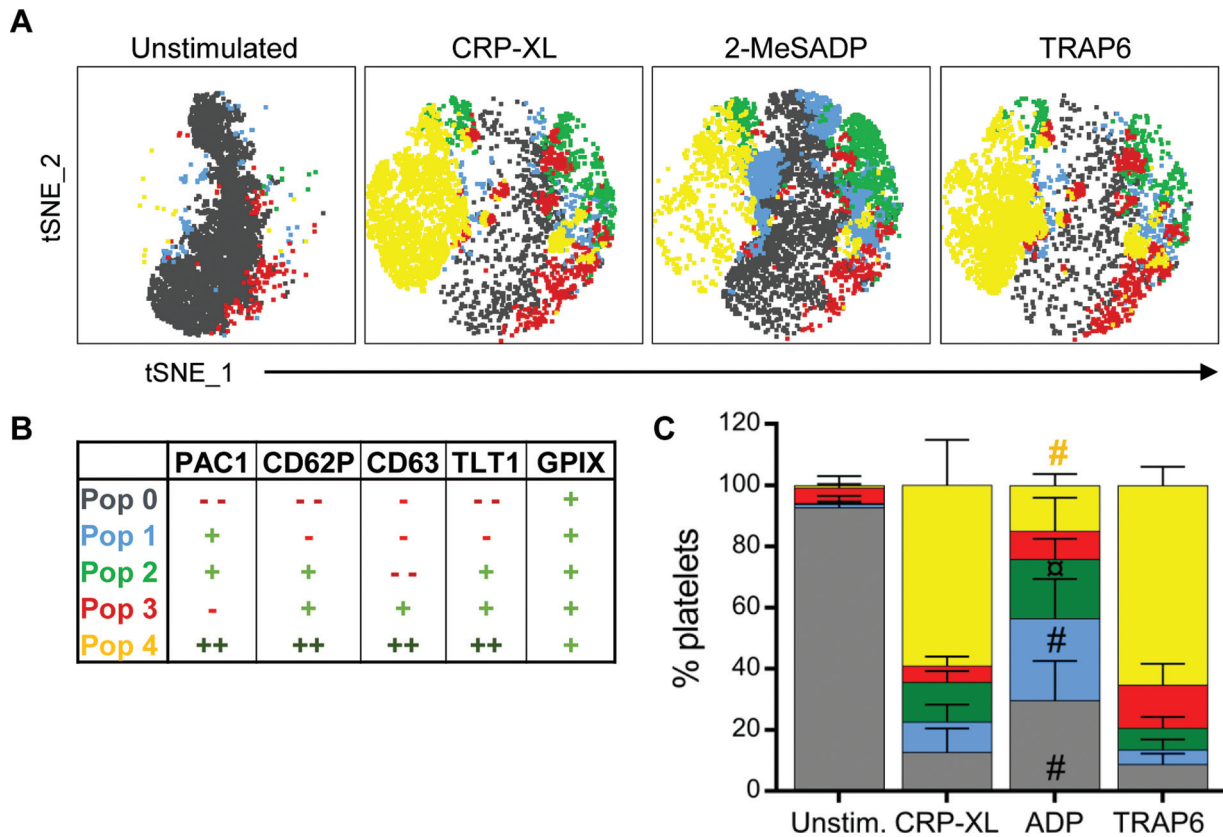 A
Unstimulated CRP-XL 2-MeSADP TRAP6
tSNE_2
tSNE_1
B
PAC1 CD62P CD63 TLT1 GPIX
Pop 0 -- -- - -- +
Pop 1 + - - - +
Pop 2 + + -- + +
Pop 3 - + + + +
Pop 4 ++ ++ ++ ++ +
C
% platelets
120
100
80
60
40
20
0
#
¤
#
#
Unstim. CRP-XL ADP TRAP6